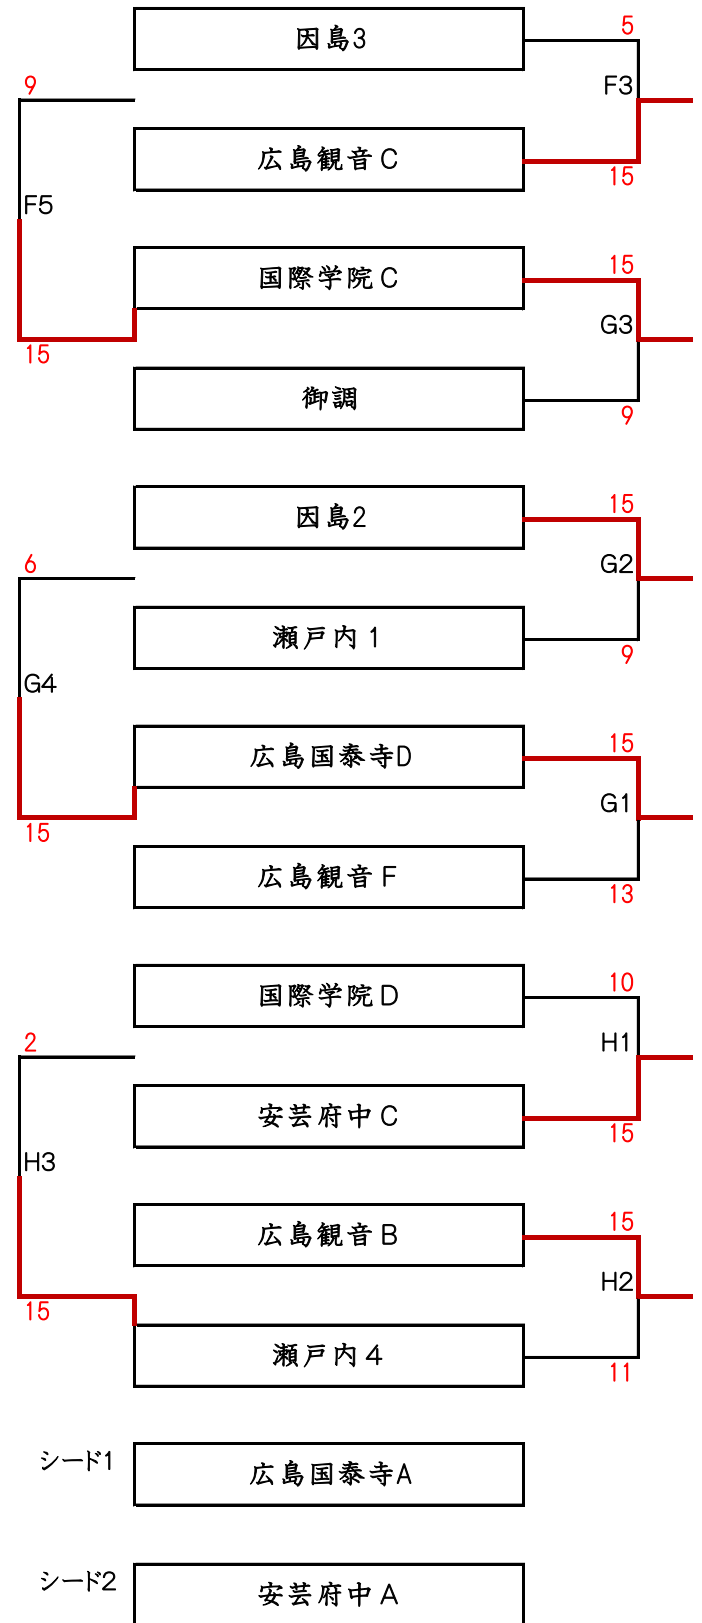 因島3
5
9
F3
広島観音C
15
F5
国際学院C
15
G3
15
御調
9
因島2
15
6
G2
瀬戸内1
9
G4
広島国泰寺D
15
G1
15
広島観音F
13
国際学院D
10
2
H1
安芸府中C
15
H3
広島観音B
15
H2
15
瀬戸内4
11
シード1
広島国泰寺A
シード2
安芸府中A